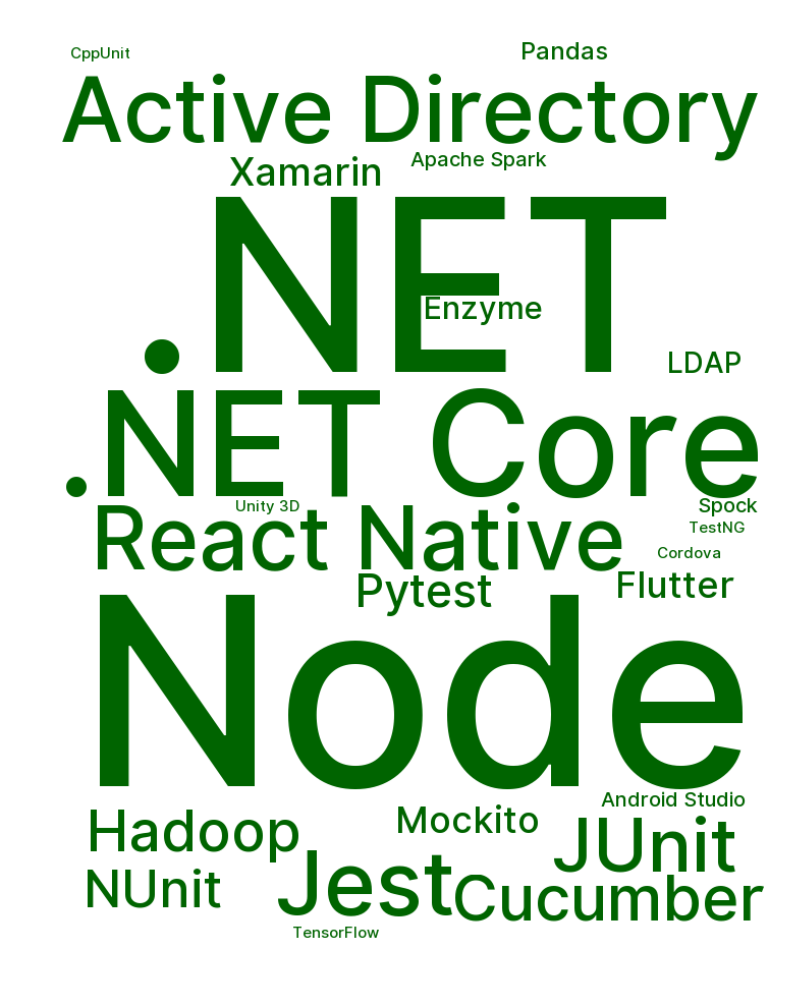 CppUnit
Pandas
Active Directory
Apache Spark
Xamarin
.NET
Enzyme
LDAP
.NET Core
Unity 3D
Spock
React Native
TestNG
Cordova
Flutter
Pytest
Node
Android Studio
Hadoop
Mockito
JUnit
NUnit
Jest
Cucumber
TensorFlow